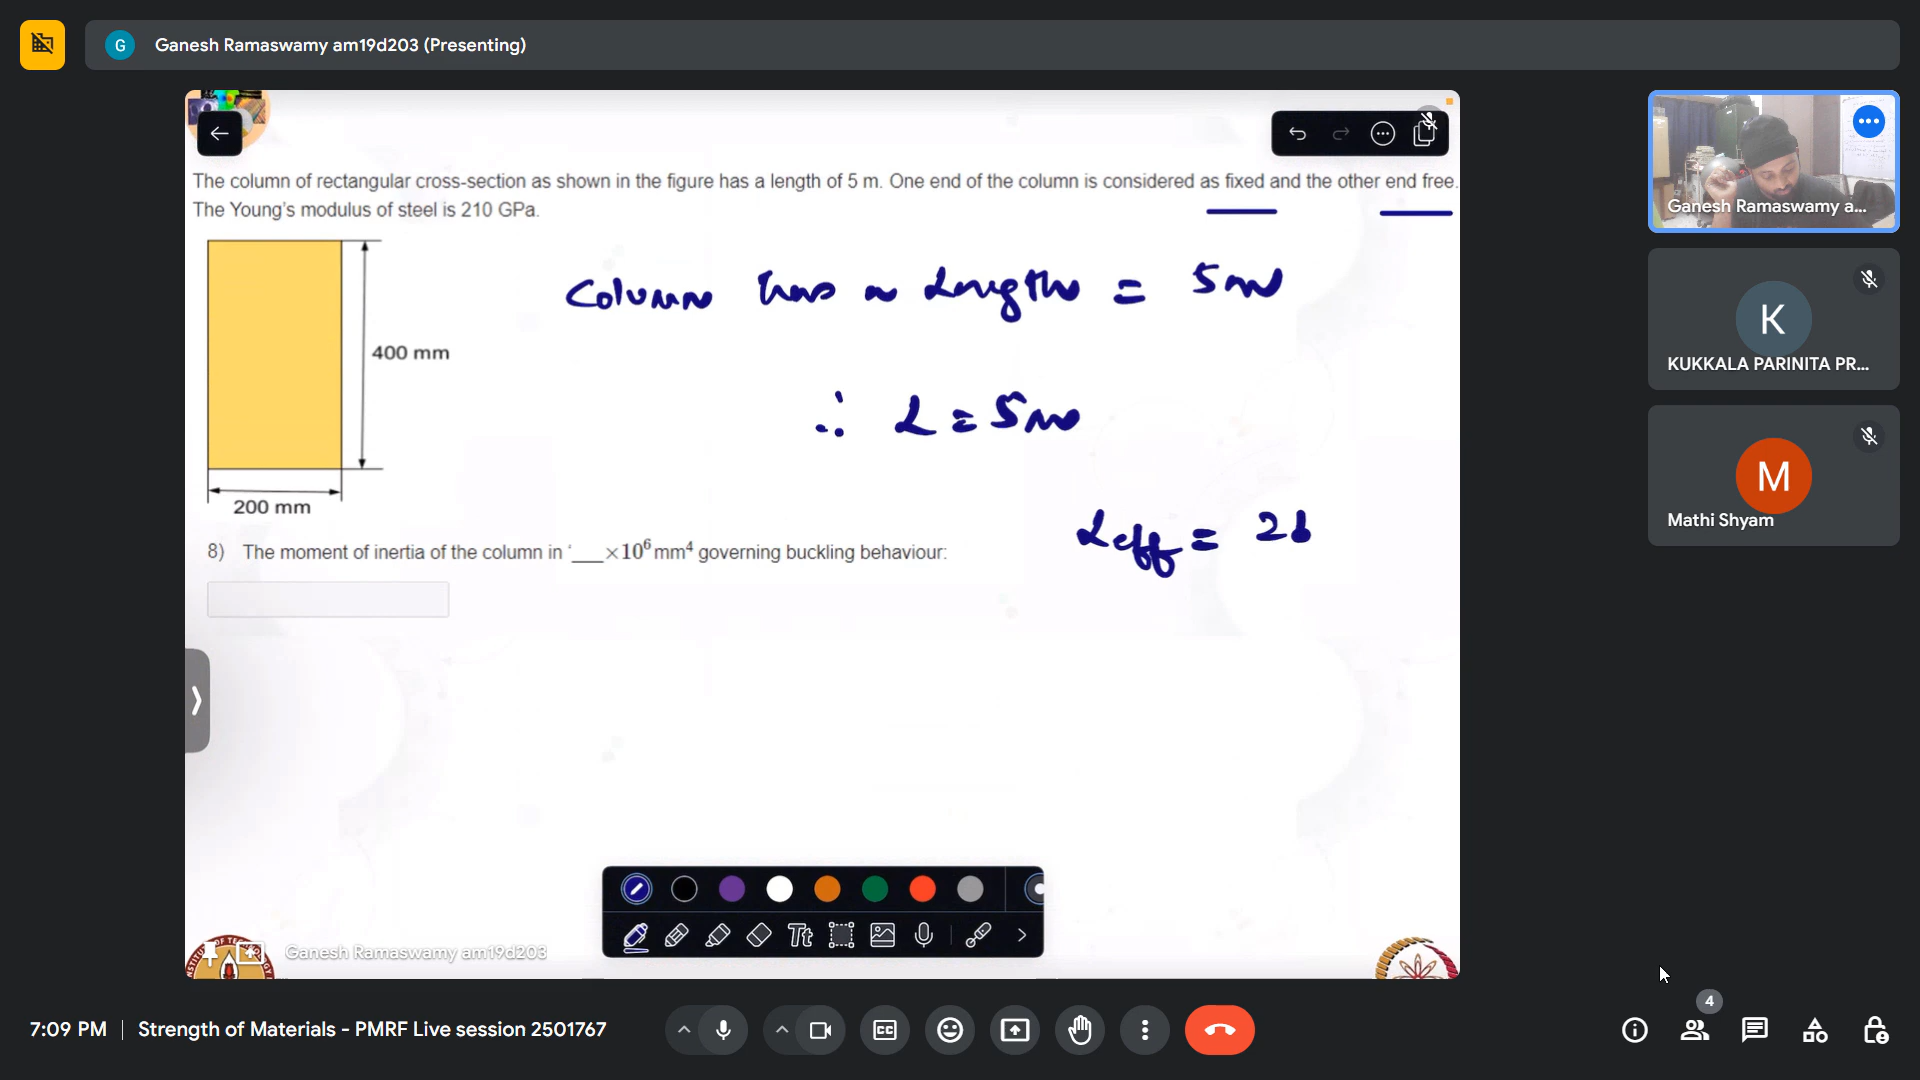 G Ganesh Ramaswamy am19d203 (Presenting)
The column of rectangular cross-section as shown in the figure has a length of 5 m. One end of the column is considered as fixed and the other end free.
The Young's modulus of steel is 210 GPa.
Column has a length = 5m
400 mm
∴ L = 5m
200 mm
Leff = 2L
8) The moment of inertia of the column in '___×10⁶ mm⁴ governing buckling behaviour:
Tt
Ganesh Ramaswamy am19d203
Ganesh Ramaswamy a...
K
KUKKALA PARINITA PR...
M
Mathi Shyam
7:09 PM | Strength of Materials - PMRF Live session 2501767
CC
4